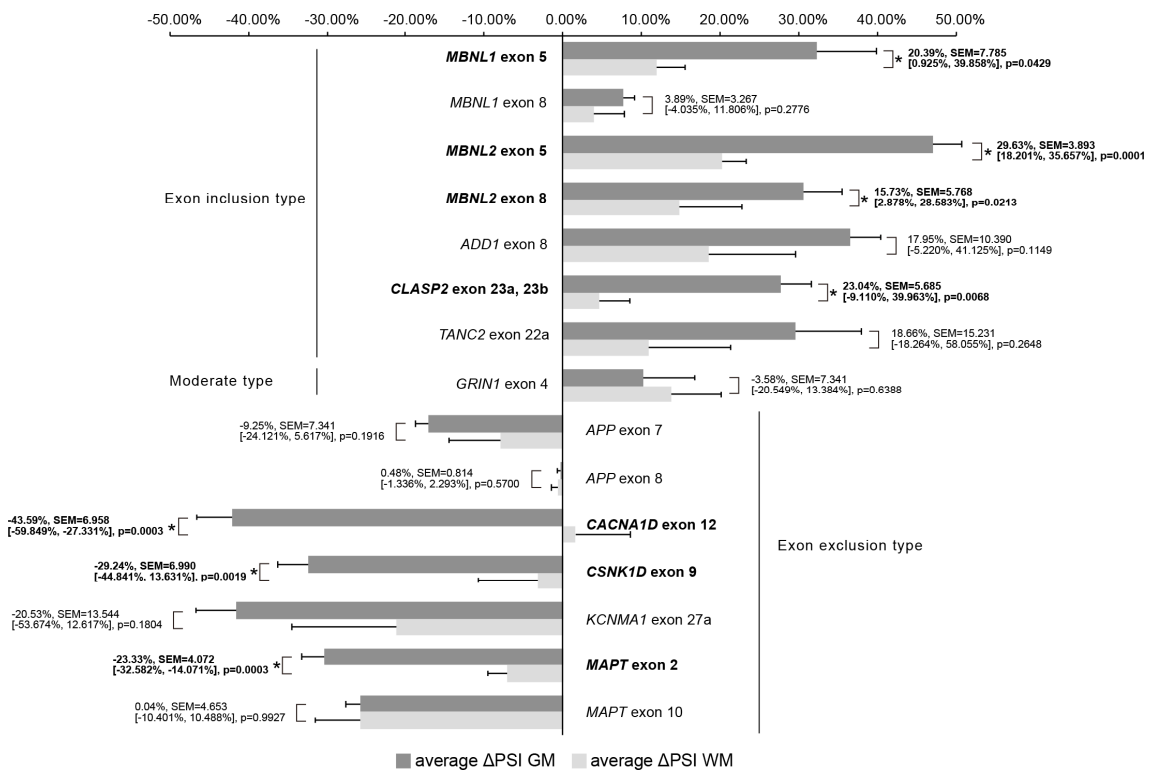 -50.00% -40.00% -30.00% -20.00% -10.00% 0.00% 10.00% 20.00% 30.00% 40.00% 50.00%
MBNL1 exon 5
* 20.39%, SEM=7.785
[0.925%, 39.858%], p=0.0429
MBNL1 exon 8
3.89%, SEM=3.267
[-4.035%, 11.806%], p=0.2776
MBNL2 exon 5
* 29.63%, SEM=3.893
[18.201%, 35.657%], p=0.0001
Exon inclusion type
MBNL2 exon 8
* 15.73%, SEM=5.768
[2.878%, 28.583%], p=0.0213
ADD1 exon 8
17.95%, SEM=10.390
[-5.220%, 41.125%], p=0.1149
CLASP2 exon 23a, 23b
* 23.04%, SEM=5.685
[-9.110%, 39.963%], p=0.0068
TANC2 exon 22a
18.66%, SEM=15.231
[-18.264%, 58.055%], p=0.2648
Moderate type
GRIN1 exon 4
-3.58%, SEM=7.341
[-20.549%, 13.384%], p=0.6388
-9.25%, SEM=7.341
[-24.121%, 5.617%], p=0.1916
APP exon 7
0.48%, SEM=0.814
[-1.336%, 2.293%], p=0.5700
APP exon 8
-43.59%, SEM=6.958
[-59.849%, -27.331%], p=0.0003 *
CACNA1D exon 12
Exon exclusion type
-29.24%, SEM=6.990
[-44.841%. 13.631%]. p=0.0019 *
CSNK1D exon 9
-20.53%, SEM=13.544
[-53.674%, 12.617%], p=0.1804
KCNMA1 exon 27a
-23.33%, SEM=4.072
[-32.582%, -14.071%], p=0.0003 *
MAPT exon 2
0.04%, SEM=4.653
[-10.401%, 10.488%], p=0.9927
MAPT exon 10
average ΔPSI GM average ΔPSI WM